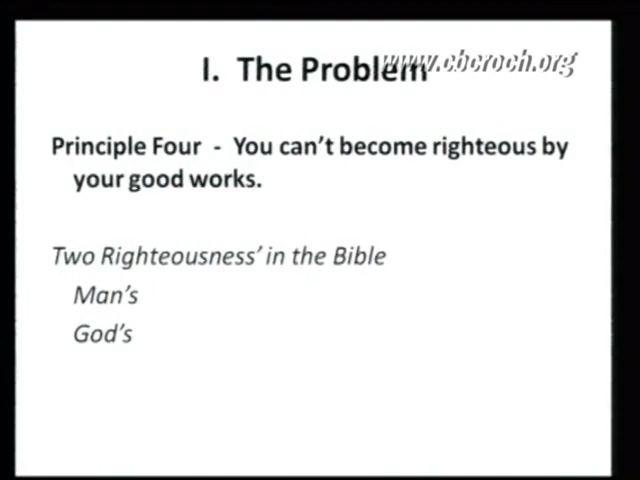 www.cbcroch.org
I. The Problem
Principle Four - You can't become righteous by
your good works.
Two Righteousness' in the Bible
Man's
God's